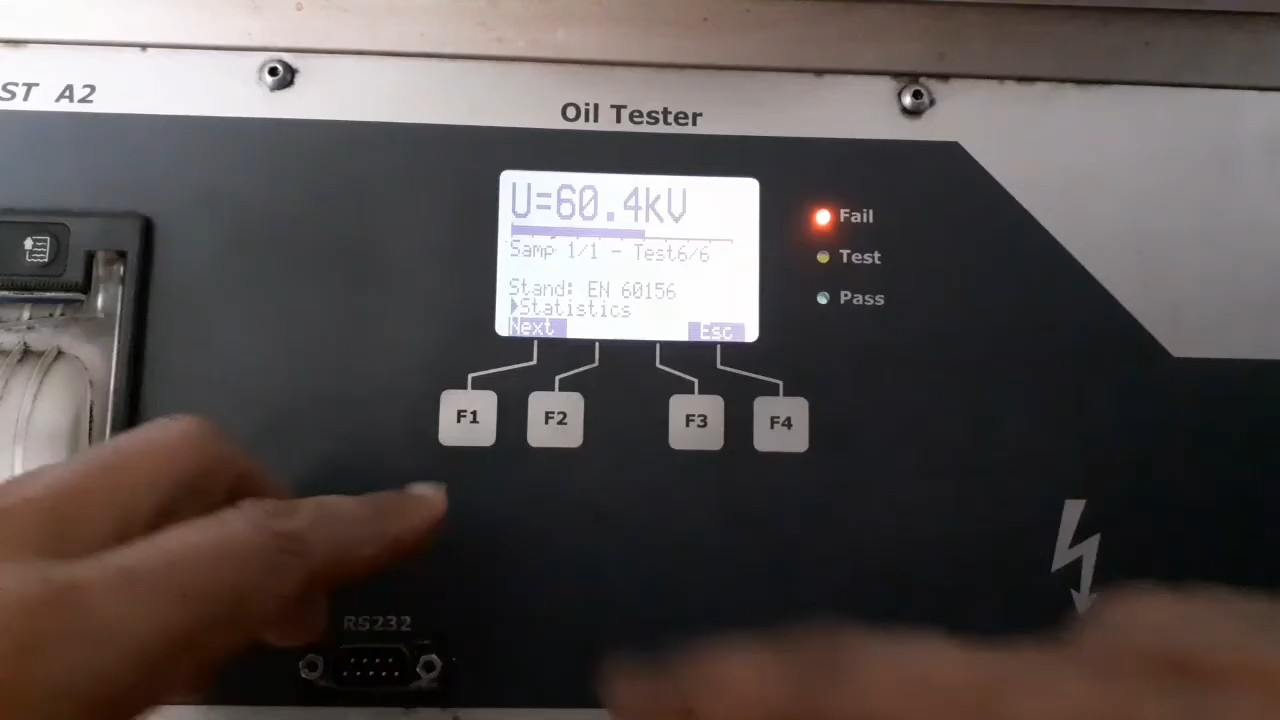 ST A2
Oil Tester
U=60.4kV
Samp 1/1 - Test6/6
Stand: EN 60156
Statistics
Next
Esc
Fail
Test
Pass
F1
F2
F3
F4
RS232